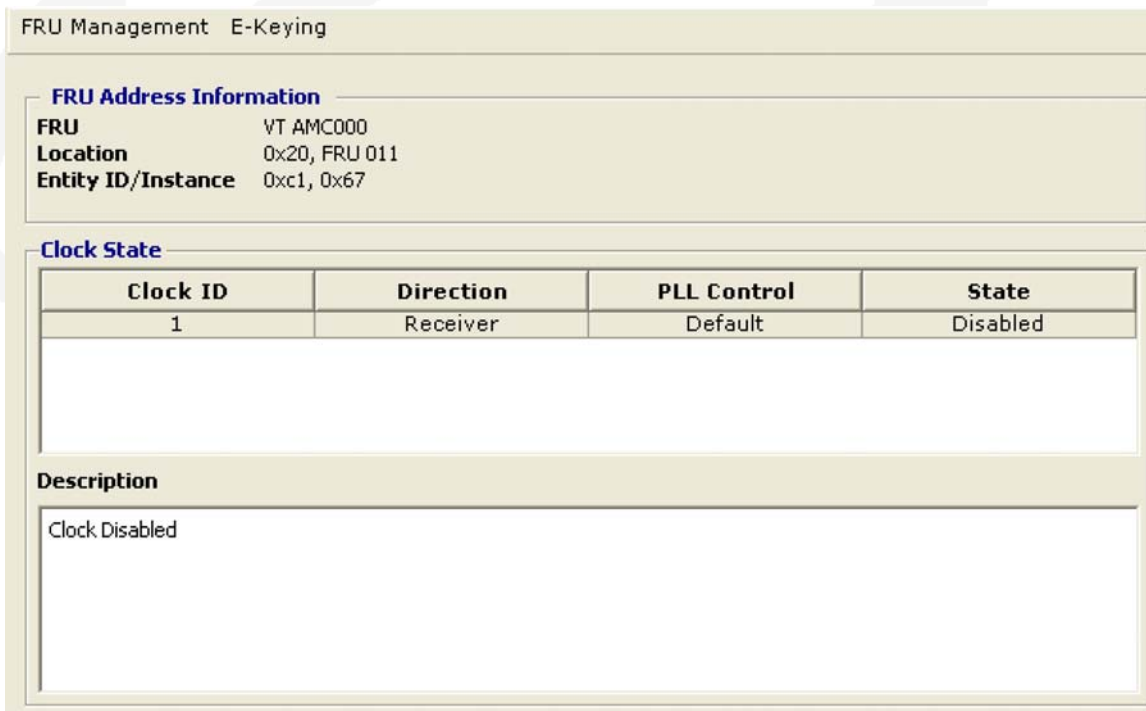 FRU Management E-Keying
FRU Address Information
FRU VT AMC000
Location 0x20, FRU 011
Entity ID/Instance 0xc1, 0x67
Clock State
Clock ID Direction PLL Control State
1 Receiver Default Disabled
Description
Clock Disabled